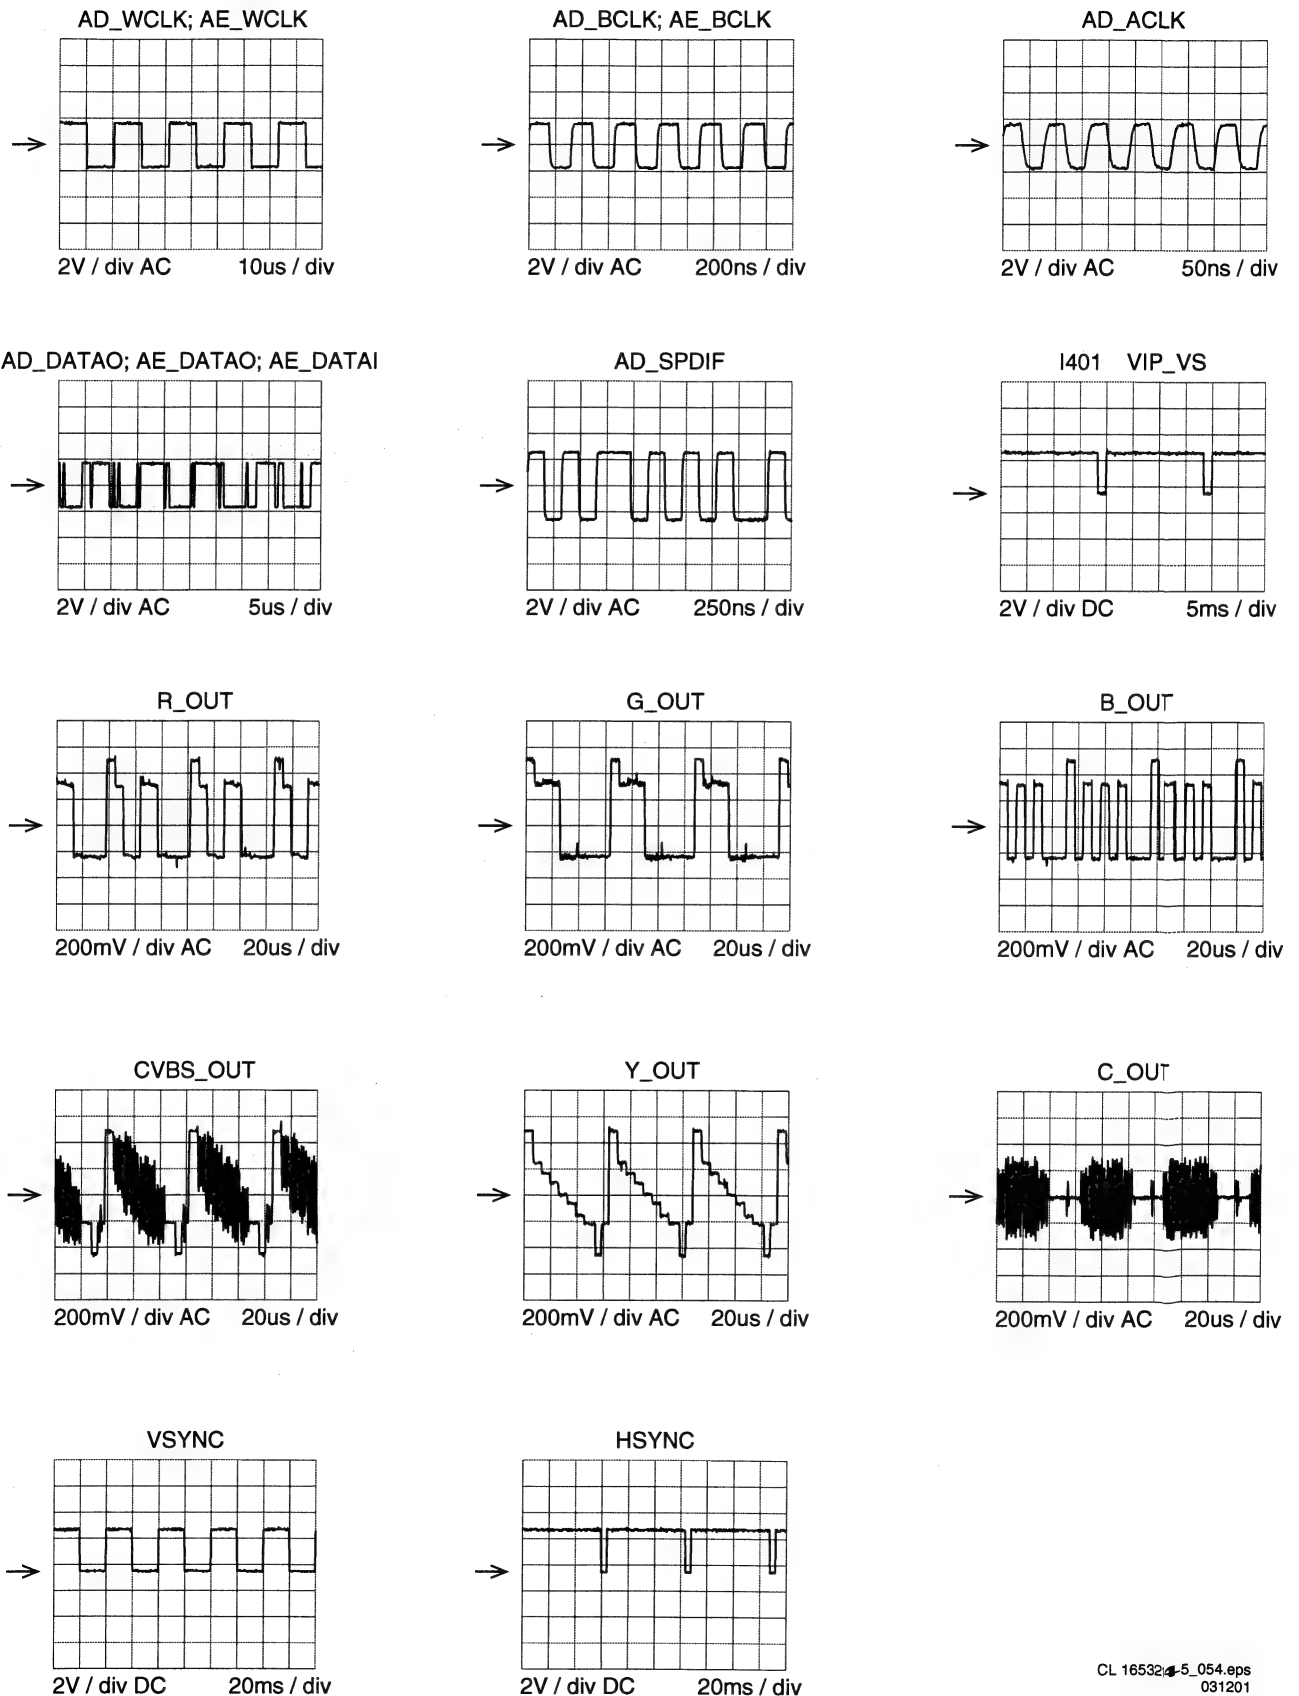 AD_WCLK; AE_WCLK
AD_BCLK; AE_BCLK
AD_ACLK
2V / div AC 10us / div
2V / div AC 200ns / div
2V / div AC 50ns / div
AD_DATAO; AE_DATAO; AE_DATAI
AD_SPDIF
I401 VIP_VS
2V / div AC 5us / div
2V / div AC 250ns / div
2V / div DC 5ms / div
R_OUT
G_OUT
B_OUT
200mV / div AC 20us / div
200mV / div AC 20us / div
200mV / div AC 20us / div
CVBS_OUT
Y_OUT
C_OUT
200mV / div AC 20us / div
200mV / div AC 20us / div
200mV / div AC 20us / div
VSYNC
HSYNC
2V / div DC 20ms / div
2V / div DC 20ms / div
CL
031201